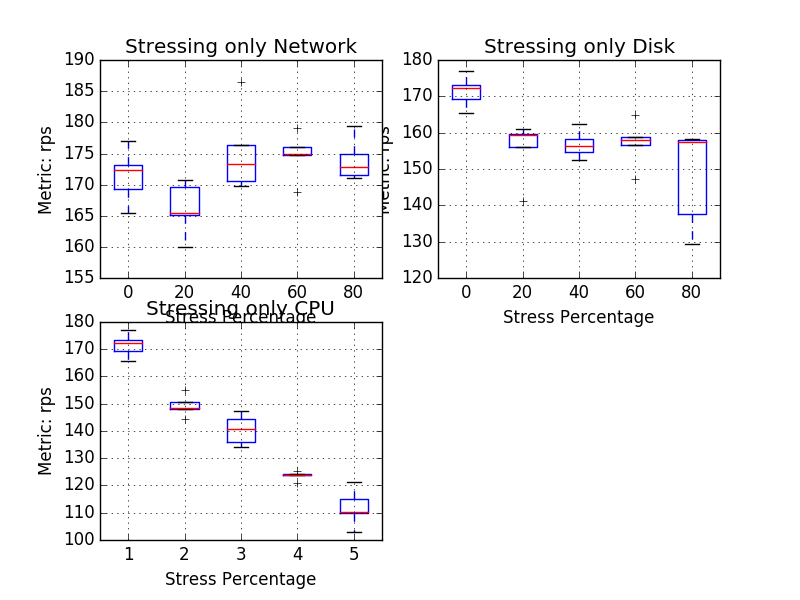 Stressing only Network
190
185
180
175
170
165
160
155
Metric: rps
0 20 40 60 80
Stress Percentage
Stressing only Disk
180
170
160
150
140
130
120
Metric: rps
0 20 40 60 80
Stress Percentage
Stressing only CPU
180
170
160
150
140
130
120
110
100
Metric: rps
1 2 3 4 5
Stress Percentage